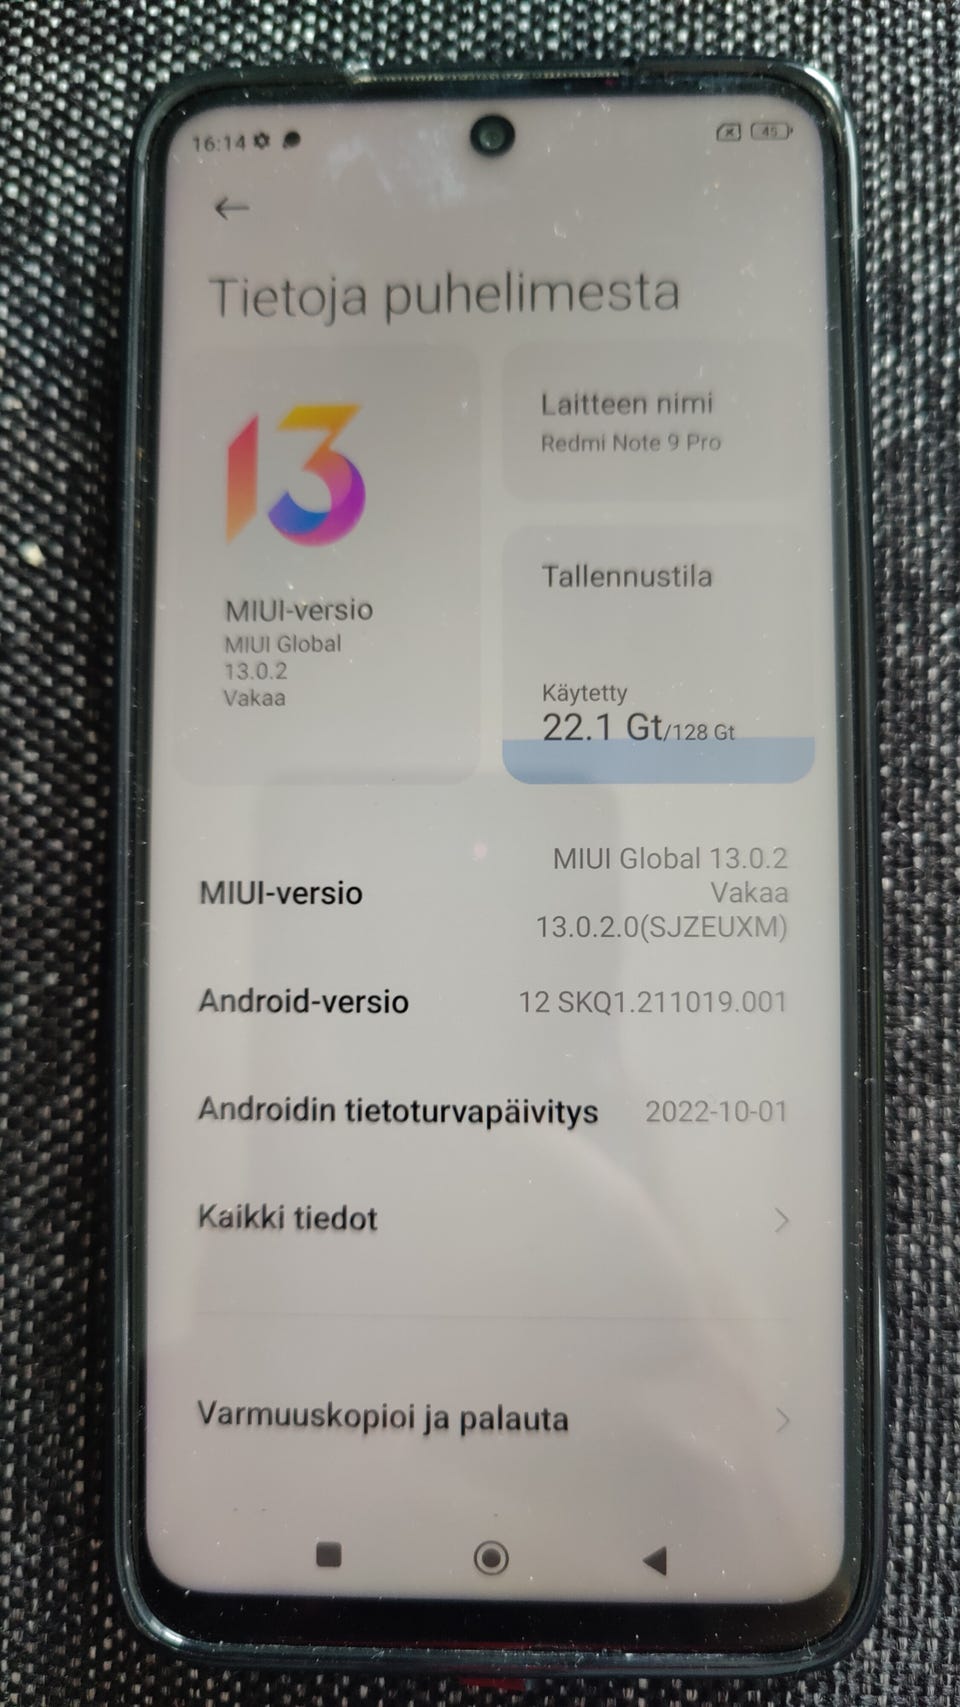 16:14
45
Tietoja puhelimesta
13
MIUI-versio
MIUI Global
13.0.2
Vakaa
Laitteen nimi
Redmi Note 9 Pro
Tallennustila
Käytetty
22.1 Gt/128 Gt
MIUI-versio
MIUI Global 13.0.2
Vakaa
13.0.2.0(SJZEUXM)
Android-versio 12 SKQ1.211019.001
Androidin tietoturvapäivitys 2022-10-01
Kaikki tiedot
Varmuuskopioi ja palauta